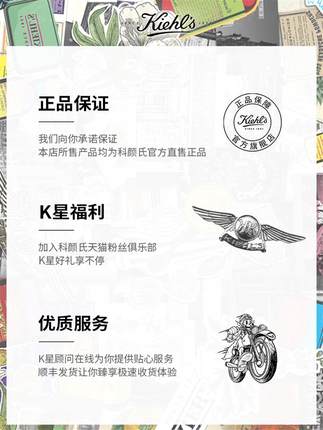 Kiehl's
正品保证
我们向你承诺保证
本店所售产品均为科颜氏官方直售正品
正品保障
Kiehl's
SINCE 1851
官方旗舰店
K星福利
加入科颜氏天猫粉丝俱乐部
K星好礼享不停
优质服务
K星顾问在线为你提供贴心服务
顺丰发货让你臻享极速收货体验